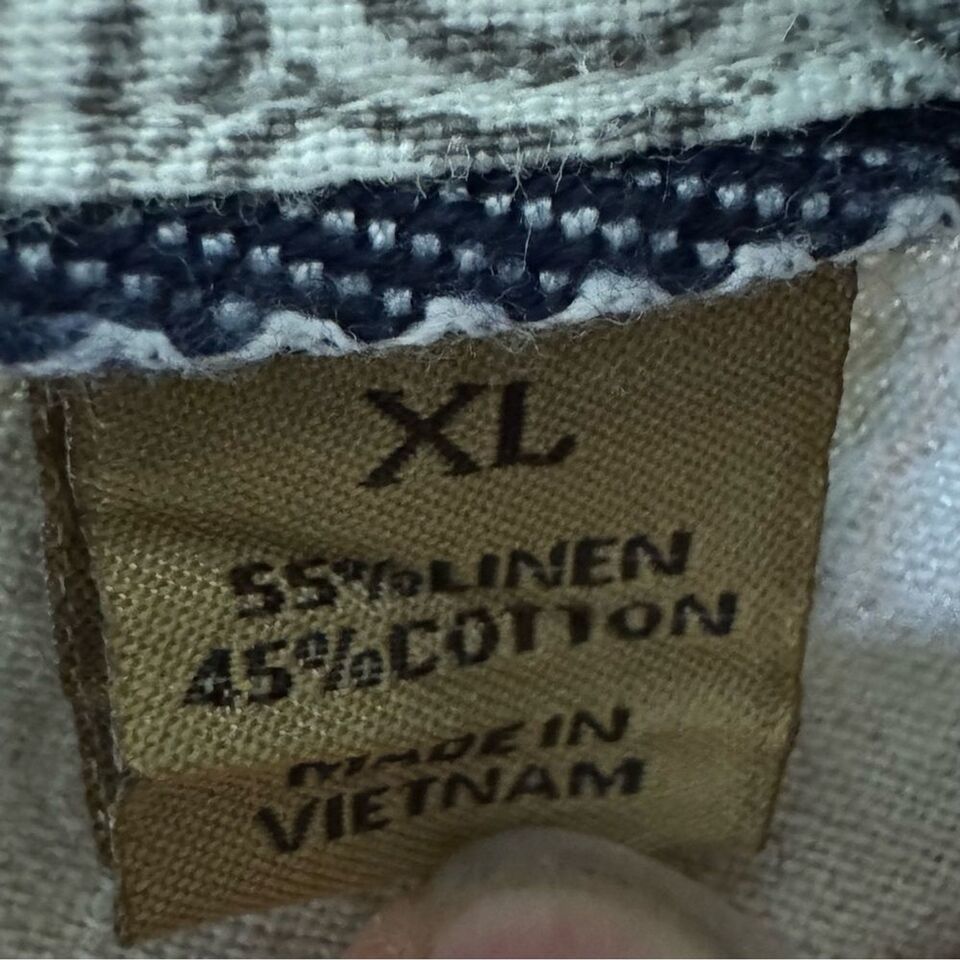 XL
55%LINEN
45%COTTON
MADE IN
VIETNAM